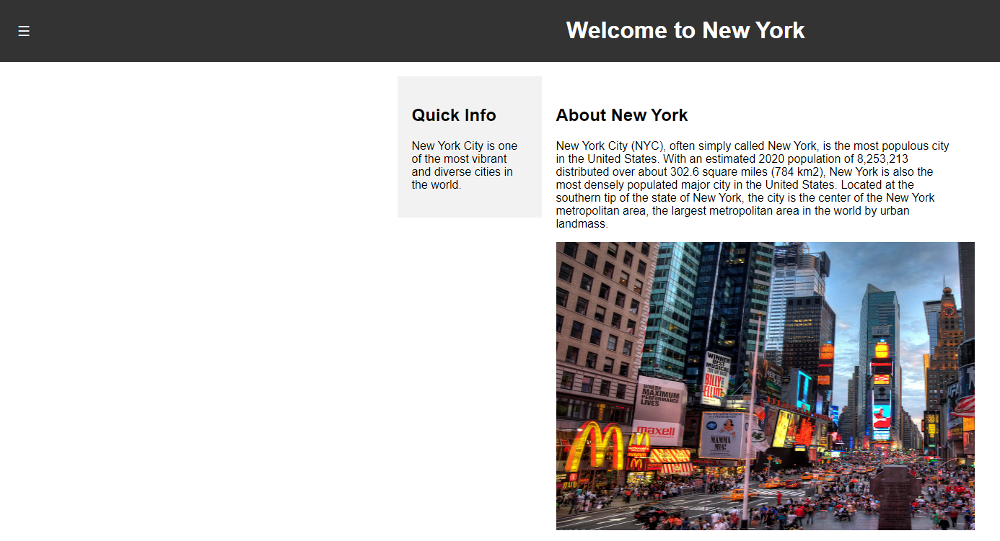 ☰
Welcome to New York
Quick Info
New York City is one
of the most vibrant
and diverse cities in
the world.
About New York
New York City (NYC), often simply called New York, is the most populous city
in the United States. With an estimated 2020 population of 8,253,213
distributed over about 302.6 square miles (784 km2), New York is also the
most densely populated major city in the United States. Located at the
southern tip of the state of New York, the city is the center of the New York
metropolitan area, the largest metropolitan area in the world by urban
landmass.
WINNER
BEST
MUSICAL
BILLY
ELLIOT
WHERE
MAXIMUM
PERFORMANCE
LIVES
maxell
MAMMA
MIA!